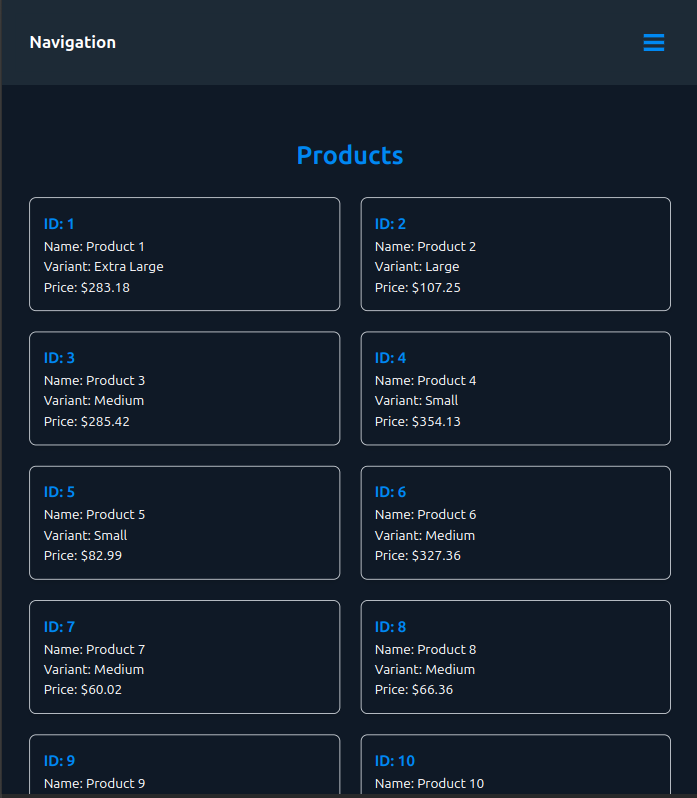 Navigation
Products
ID: 1
Name: Product 1
Variant: Extra Large
Price: $283.18
ID: 2
Name: Product 2
Variant: Large
Price: $107.25
ID: 3
Name: Product 3
Variant: Medium
Price: $285.42
ID: 4
Name: Product 4
Variant: Small
Price: $354.13
ID: 5
Name: Product 5
Variant: Small
Price: $82.99
ID: 6
Name: Product 6
Variant: Medium
Price: $327.36
ID: 7
Name: Product 7
Variant: Medium
Price: $60.02
ID: 8
Name: Product 8
Variant: Medium
Price: $66.36
ID: 9
Name: Product 9
ID: 10
Name: Product 10